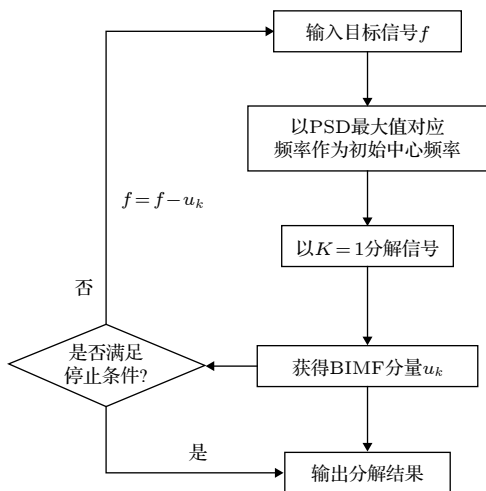 输入目标信号f
以PSD最大值对应
频率作为初始中心频率
f=f−u_k
以K=1分解信号
否
是否满足
停止条件?
获得BIMF分量u_k
是
输出分解结果